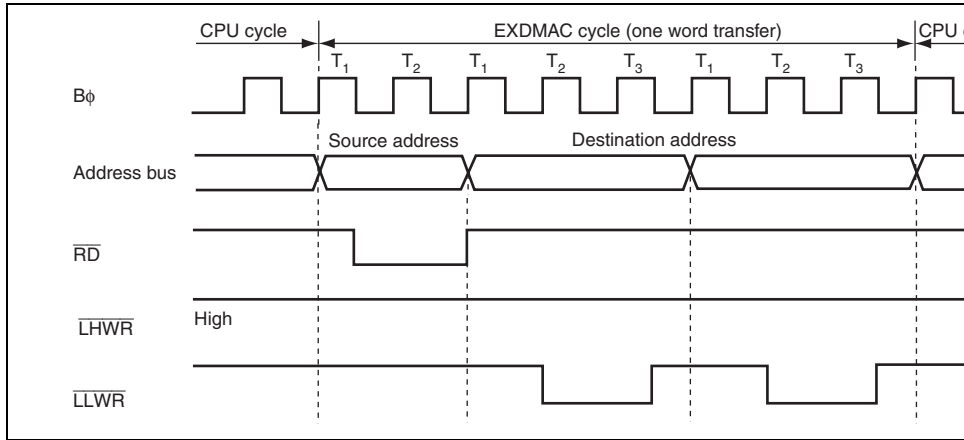 CPU cycle EXDMAC cycle (one word transfer) CPU
T1 T2 T1 T2 T3 T1 T2 T3
Bϕ
Source address Destination address
Address bus
RD
LHWR High
LLWR